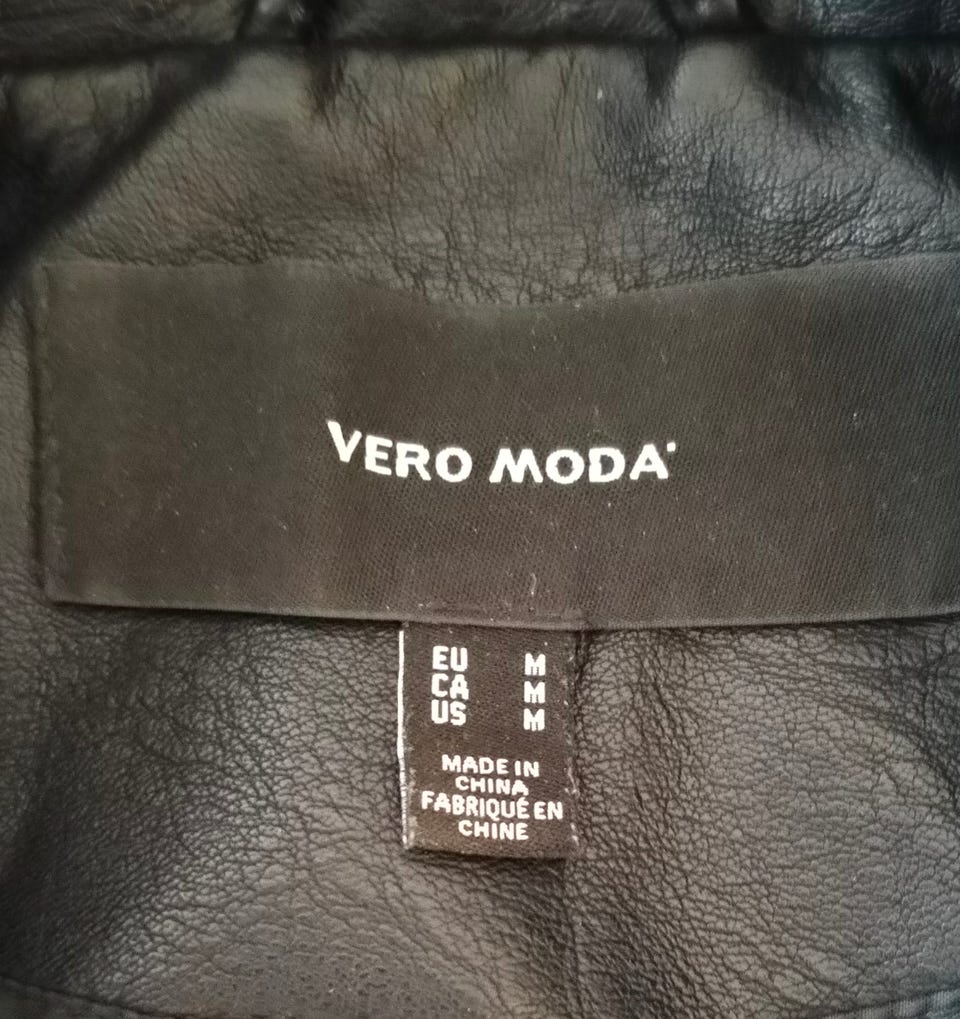 VERO MODA
EU M
CA M
US M
MADE IN
CHINA
FABRIQUÉ EN
CHINE